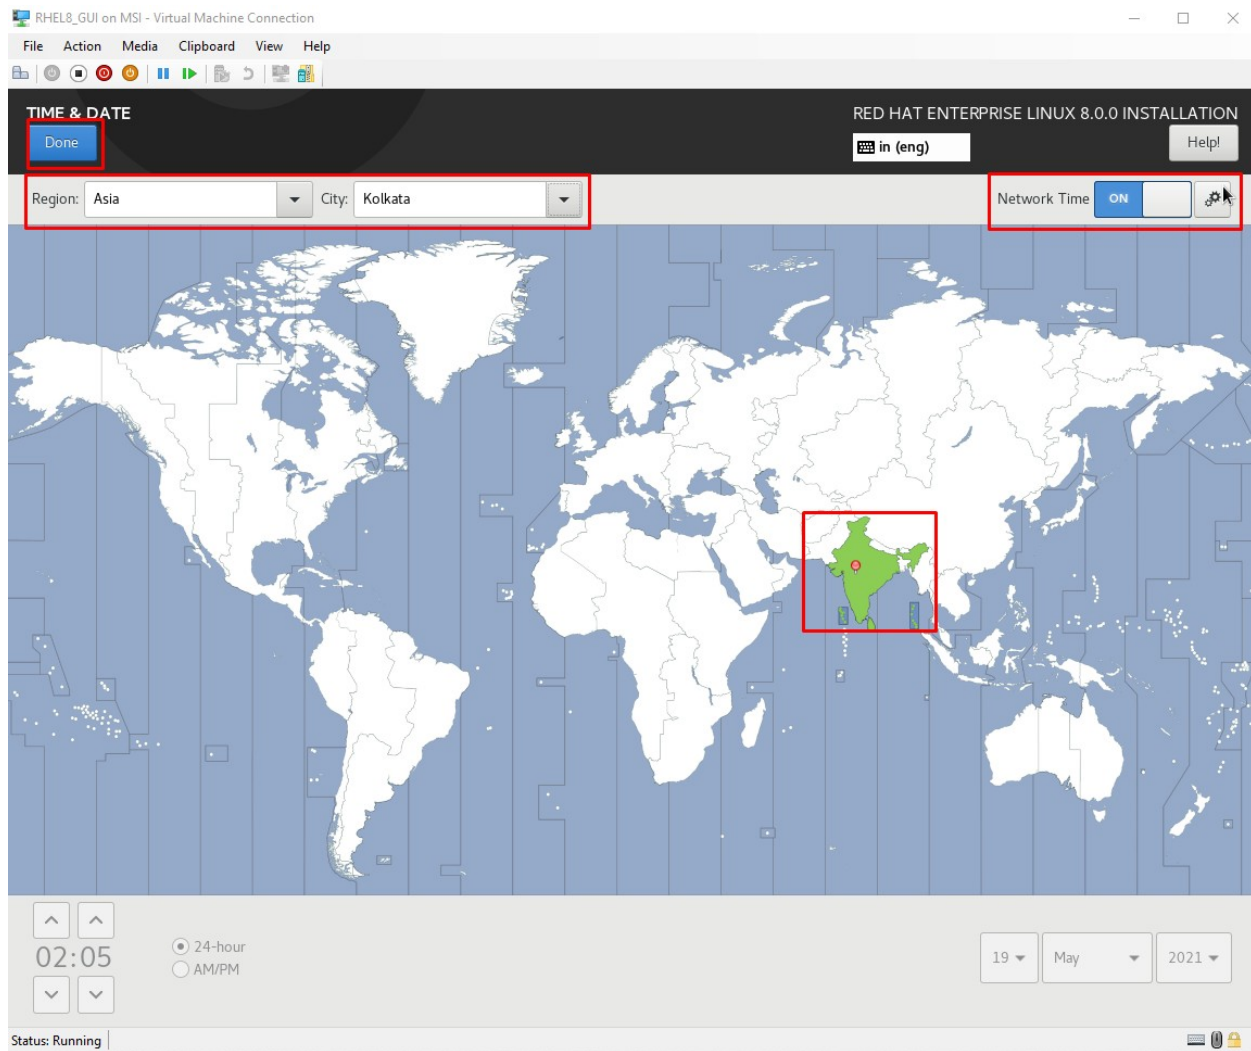 RHEL8_GUI on MSI - Virtual Machine Connection
File Action Media Clipboard View Help
TIME & DATE
RED HAT ENTERPRISE LINUX 8.0.0 INSTALLATION
Done
in (eng)
Help!
Region: Asia City: Kolkata Network Time ON
02:05
24-hour
AM/PM
19 May 2021
Status: Running